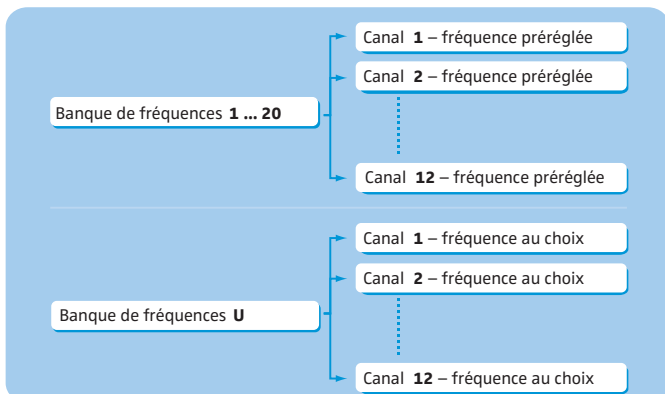 Canal 1 – fréquence préréglée
Canal 2 – fréquence préréglée
Banque de fréquences 1 ... 20
Canal 12 – fréquence préréglée
Canal 1 – fréquence au choix
Canal 2 – fréquence au choix
Banque de fréquences U
Canal 12 – fréquence au choix